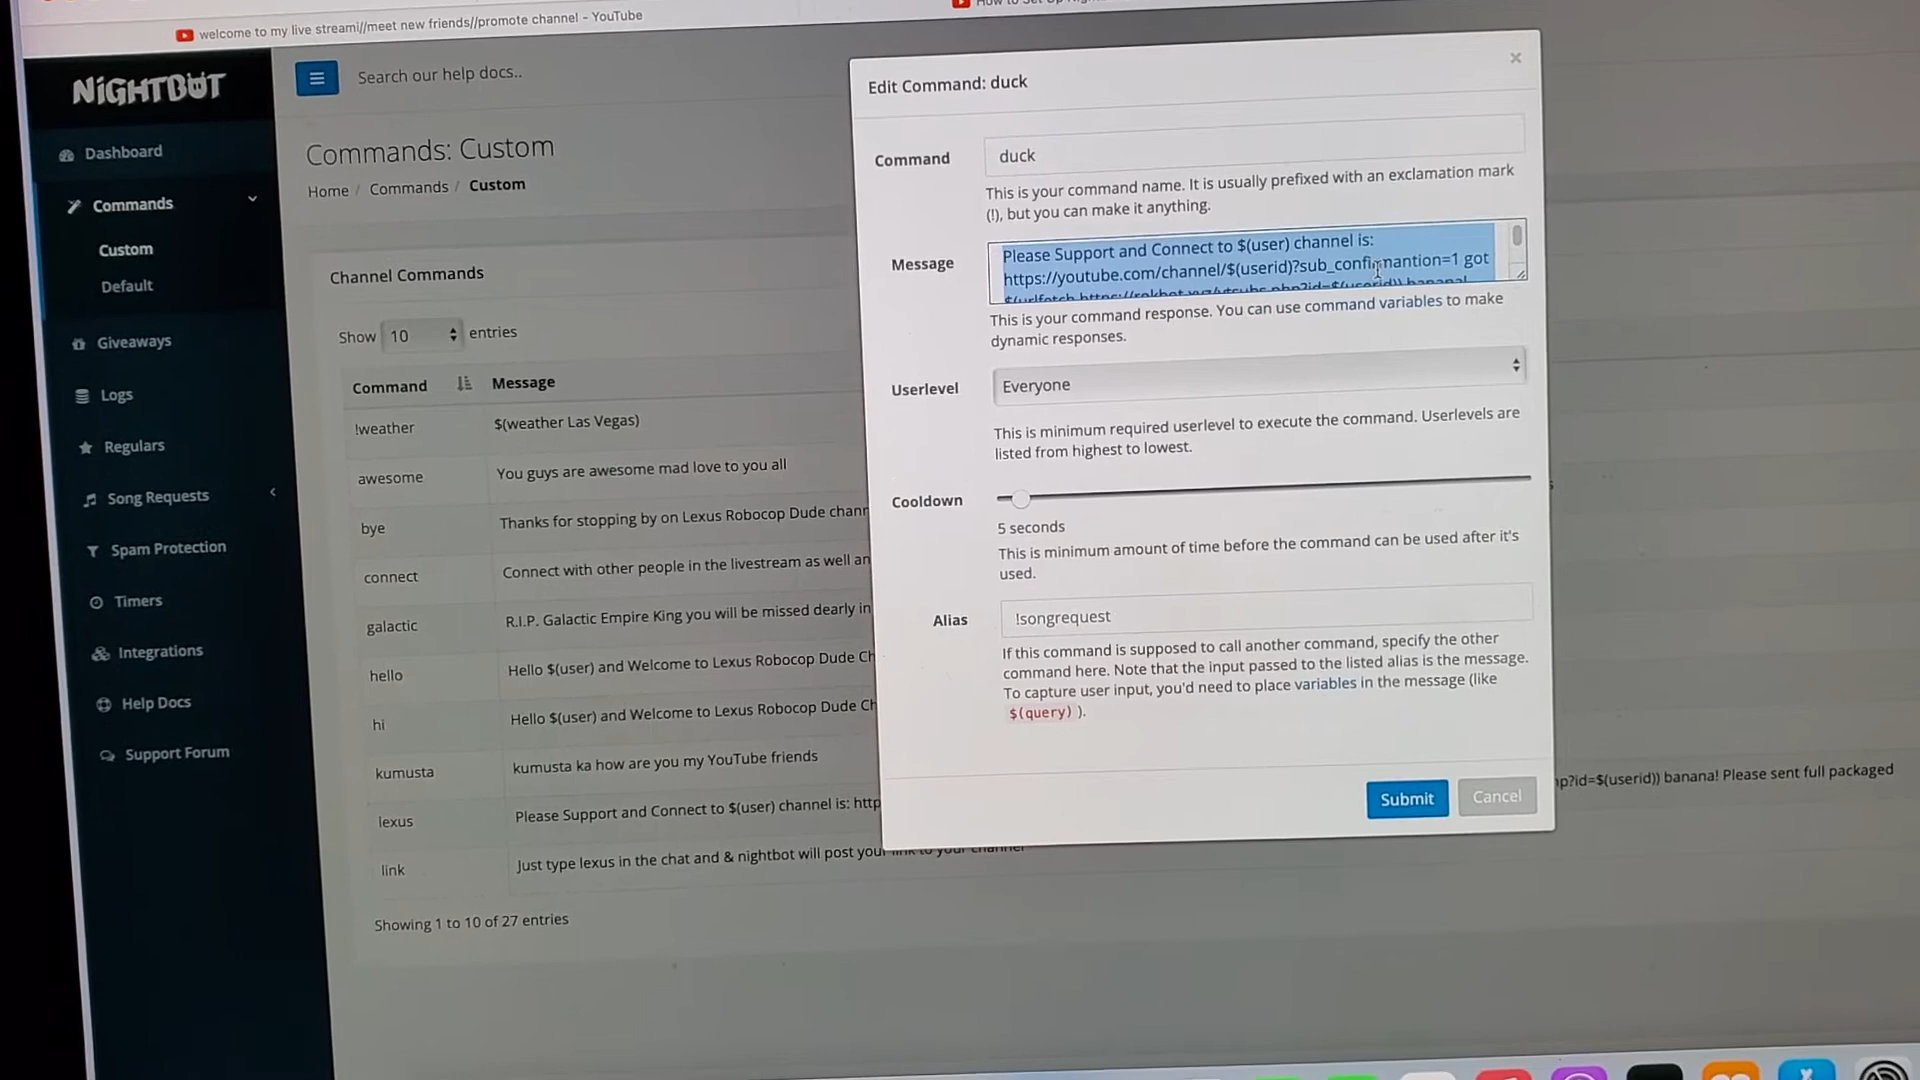 welcome to my live streami//meet new friends//promote channel - YouTube
NiGHTBOT
Search our help docs..
Dashboard
Commands
Custom
Default
Giveaways
Logs
Regulars
Song Requests
Spam Protection
Timers
Integrations
Help Docs
Support Forum
Commands: Custom
Home / Commands / Custom
Channel Commands
Show 10 entries
Command Message
!weather $(weather Las Vegas)
awesome You guys are awesome mad love to you all
bye Thanks for stopping by on Lexus Robocop Dude chann
connect Connect with other people in the livestream as well an
galactic R.I.P. Galactic Empire King you will be missed dearly in
hello Hello $(user) and Welcome to Lexus Robocop Dude Ch
hi Hello $(user) and Welcome to Lexus Robocop Dude Ch
kumusta kumusta ka how are you my YouTube friends
lexus Please Support and Connect to $(user) channel is: http
p?id=$(userid)) banana! Please sent full packaged
link Just type lexus in the chat and & nightbot will post your link to your channel
Showing 1 to 10 of 27 entries
Edit Command: duck
×
Command duck
This is your command name. It is usually prefixed with an exclamation mark
(!), but you can make it anything.
Message
Please Support and Connect to $(user) channel is:
https://youtube.com/channel/$(userid)?sub_confirmantion=1 got
This is your command response. You can use command variables to make
dynamic responses.
Userlevel Everyone
This is minimum required userlevel to execute the command. Userlevels are
listed from highest to lowest.
Cooldown
5 seconds
This is minimum amount of time before the command can be used after it's
used.
Alias !songrequest
If this command is supposed to call another command, specify the other
command here. Note that the input passed to the listed alias is the message.
To capture user input, you'd need to place variables in the message (like
$(query) ).
Submit Cancel